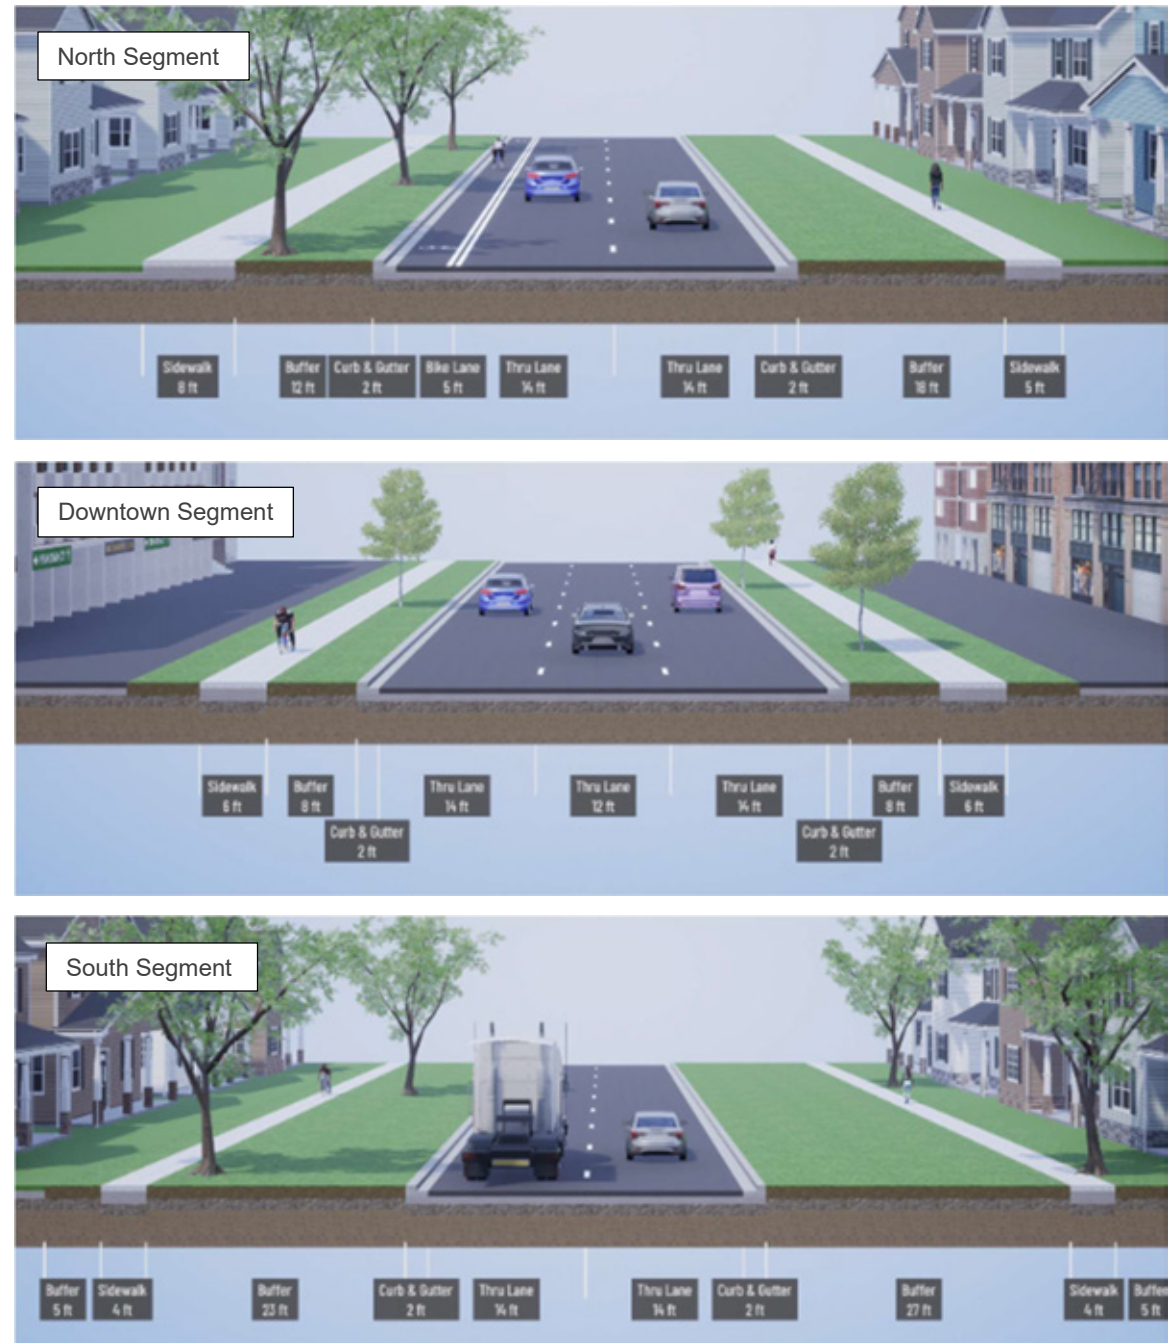 North Segment
Sidewalk
8 ft
Buffer
12 ft
Curb & Gutter
2 ft
Bike Lane
5 ft
Thru Lane
14 ft
Thru Lane
14 ft
Curb & Gutter
2 ft
Buffer
18 ft
Sidewalk
5 ft
Downtown Segment
Sidewalk
6 ft
Buffer
8 ft
Curb & Gutter
2 ft
Thru Lane
14 ft
Thru Lane
12 ft
Thru Lane
14 ft
Curb & Gutter
2 ft
Buffer
8 ft
Sidewalk
6 ft
South Segment
Buffer
5 ft
Sidewalk
4 ft
Buffer
23 ft
Curb & Gutter
2 ft
Thru Lane
14 ft
Thru Lane
14 ft
Curb & Gutter
2 ft
Buffer
27 ft
Sidewalk
4 ft
Buffer
5 ft